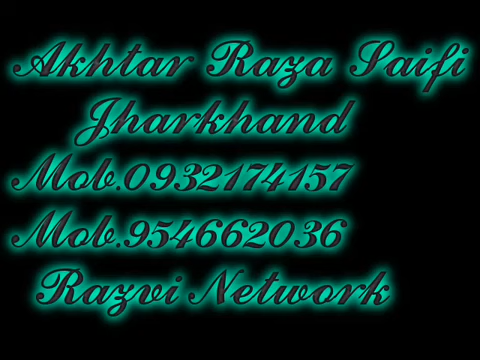 Akhtar Raza Saifi
Jharkhand
Mob.0932174157
Mob.954662036
Razvi Network